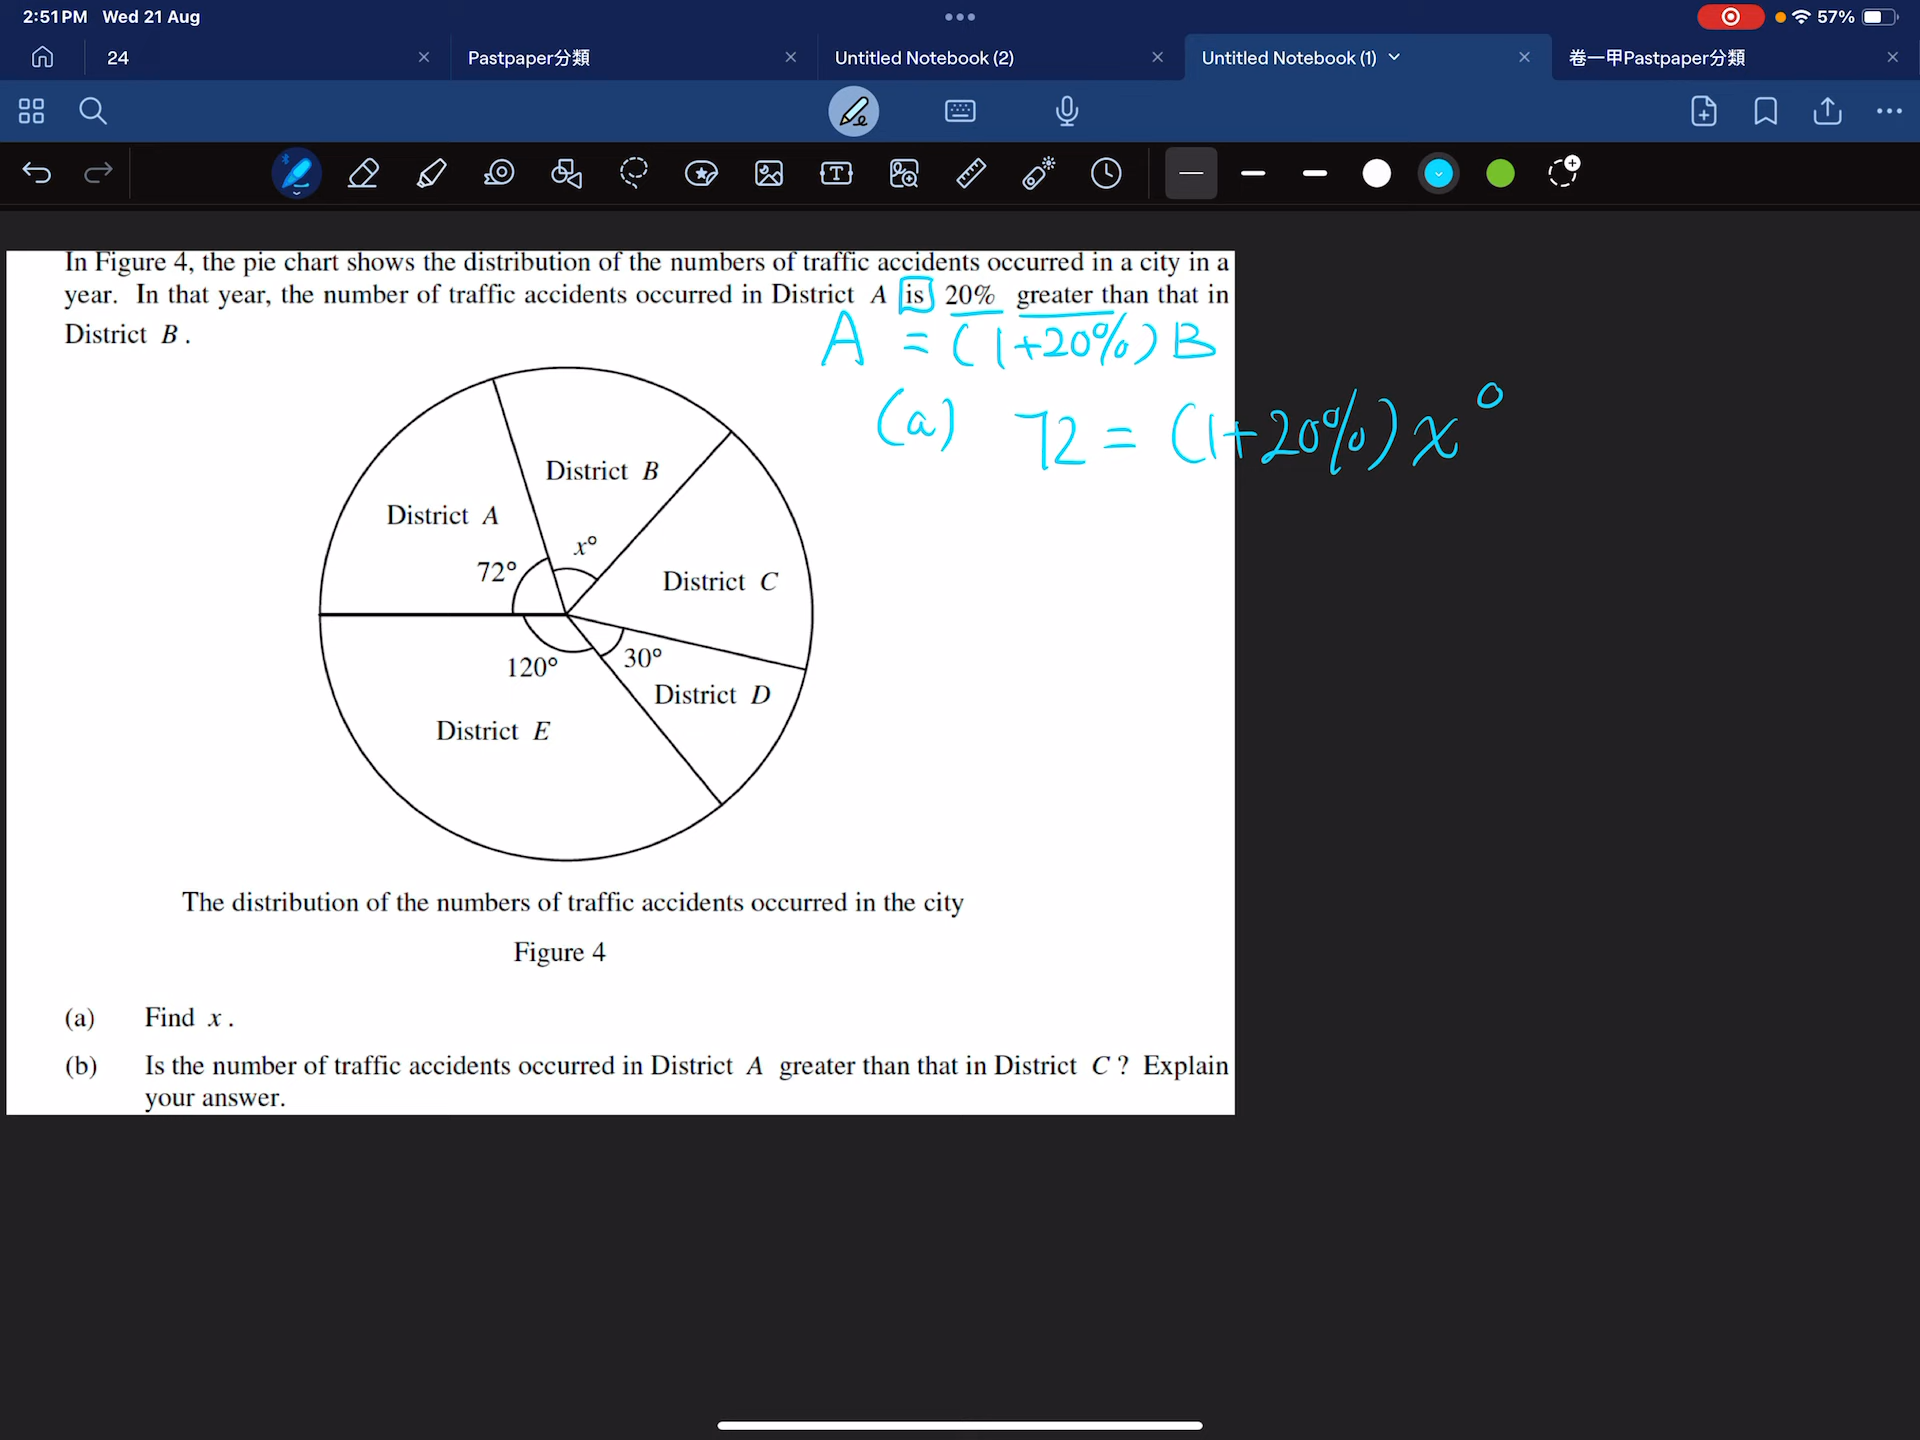 2:51 PM Wed 21 Aug
57%
24
Pastpaper分類
Untitled Notebook (2)
Untitled Notebook (1)
卷一甲Pastpaper分類
In Figure 4, the pie chart shows the distribution of the numbers of traffic accidents occurred in a city in a
year. In that year, the number of traffic accidents occurred in District A is 20% greater than that in
District B .
A = (1+20%) B
(a) 72 = (1+20%) x°
District B
District A
x°
72°
District C
120°
30°
District D
District E
The distribution of the numbers of traffic accidents occurred in the city
Figure 4
(a) Find x .
(b) Is the number of traffic accidents occurred in District A greater than that in District C ? Explain
your answer.